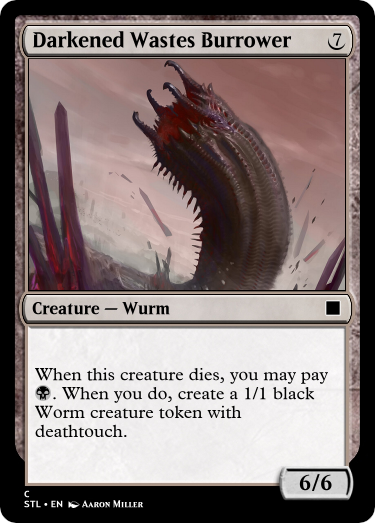 Darkened Wastes Burrower 7
Creature — Wurm
When this creature dies, you may pay
. When you do, create a 1/1 black
Worm creature token with
deathtouch.
6/6
C
STL • EN Aaron Miller